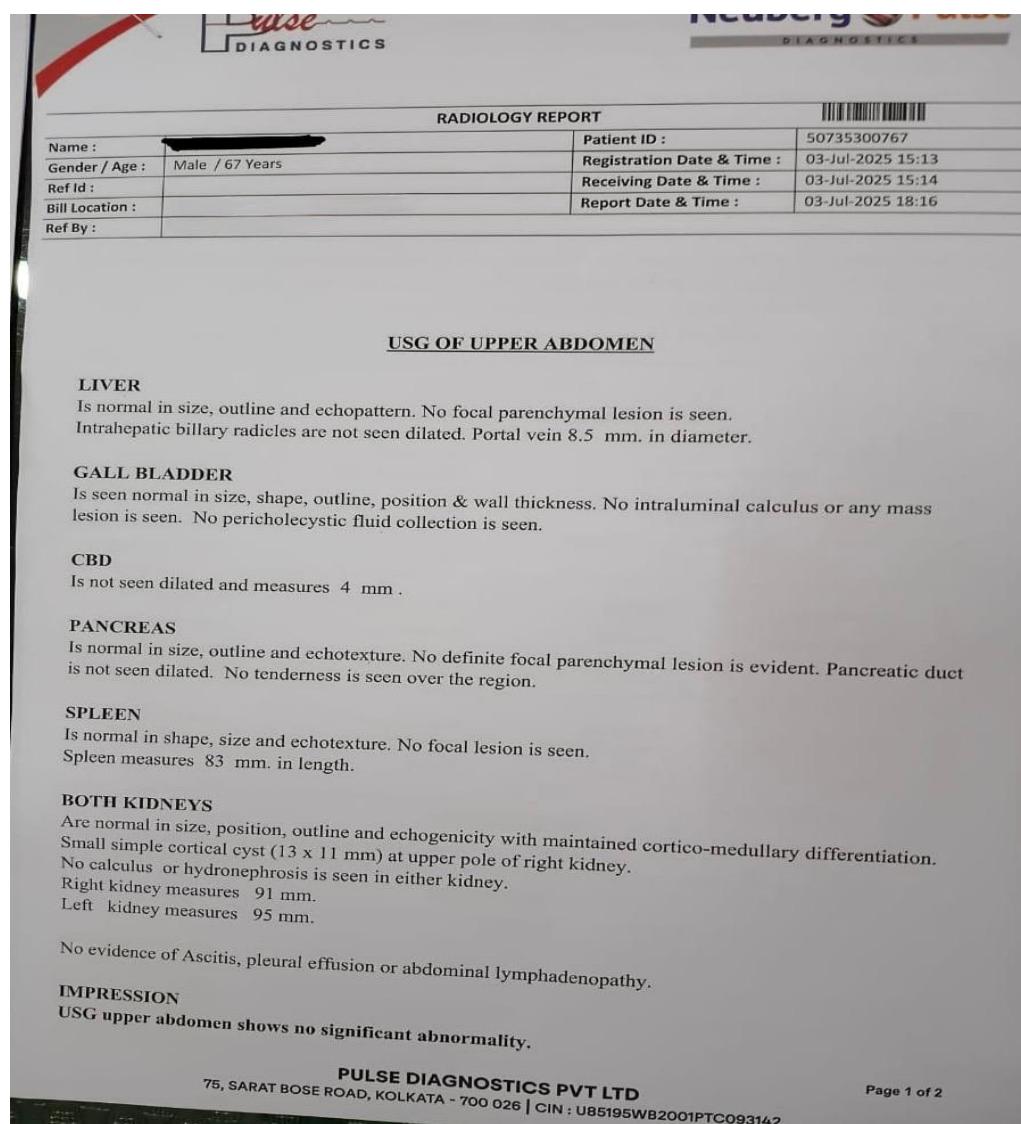 Pulse
DIAGNOSTICS
Neuberg Pulse
DIAGNOSTICS
RADIOLOGY REPORT
Name :
Gender / Age : Male / 67 Years
Ref Id :
Bill Location :
Ref By :
Patient ID : 50735300767
Registration Date & Time : 03-Jul-2025 15:13
Receiving Date & Time : 03-Jul-2025 15:14
Report Date & Time : 03-Jul-2025 18:16
USG OF UPPER ABDOMEN
LIVER
Is normal in size, outline and echopattern. No focal parenchymal lesion is seen.
Intrahepatic billary radicles are not seen dilated. Portal vein 8.5 mm. in diameter.
GALL BLADDER
Is seen normal in size, shape, outline, position & wall thickness. No intraluminal calculus or any mass
lesion is seen. No pericholecystic fluid collection is seen.
CBD
Is not seen dilated and measures 4 mm .
PANCREAS
Is normal in size, outline and echotexture. No definite focal parenchymal lesion is evident. Pancreatic duct
is not seen dilated. No tenderness is seen over the region.
SPLEEN
Is normal in shape, size and echotexture. No focal lesion is seen.
Spleen measures 83 mm. in length.
BOTH KIDNEYS
Are normal in size, position, outline and echogenicity with maintained cortico-medullary differentiation.
Small simple cortical cyst (13 x 11 mm) at upper pole of right kidney.
No calculus or hydronephrosis is seen in either kidney.
Right kidney measures 91 mm.
Left kidney measures 95 mm.
No evidence of Ascitis, pleural effusion or abdominal lymphadenopathy.
IMPRESSION
USG upper abdomen shows no significant abnormality.
PULSE DIAGNOSTICS PVT LTD
75, SARAT BOSE ROAD, KOLKATA - 700 026 | CIN : U85195WB2001PTC093142
Page 1 of 2